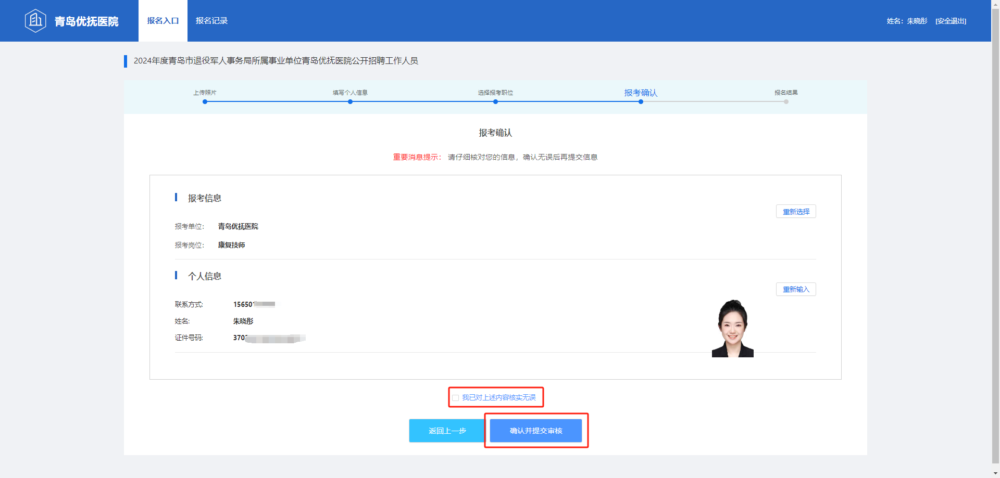 青岛优抚医院
报名入口
报名记录
姓名：朱晓彤 [安全退出]
2024年度青岛市退役军人事务局所属事业单位青岛优抚医院公开招聘工作人员
上传照片
填写个人信息
选择报考职位
报考确认
报名结果
报考确认
重要消息提示： 请仔细核对您的信息，确认无误后再提交信息
报考信息
重新选择
报考单位： 青岛优抚医院
报考岗位： 康复技师
个人信息
重新输入
联系方式: 15650
姓名: 朱晓彤
证件号码: 370
我已对上述内容核实无误
返回上一步
确认并提交审核